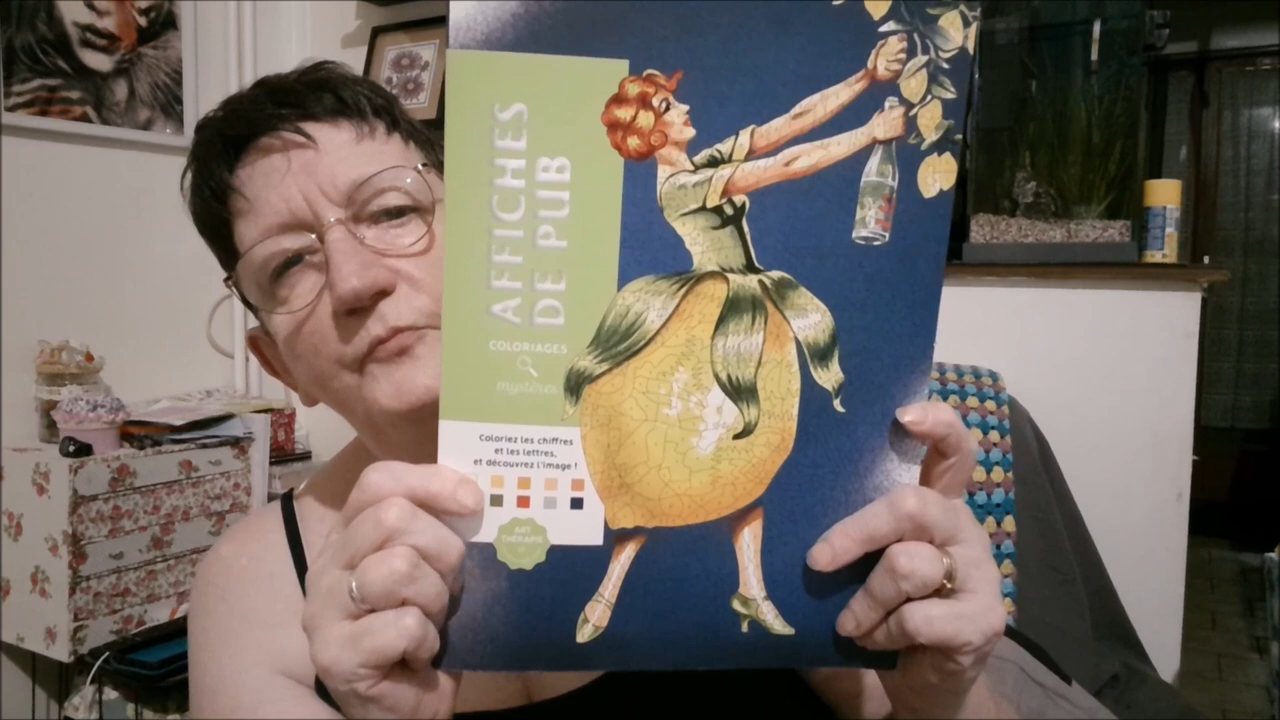 AFFICHES
DE PUB
COLORIAGES
mystères
Coloriez les chiffres
et les lettres,
et découvrez l'image !
ART
THÉRAPIE